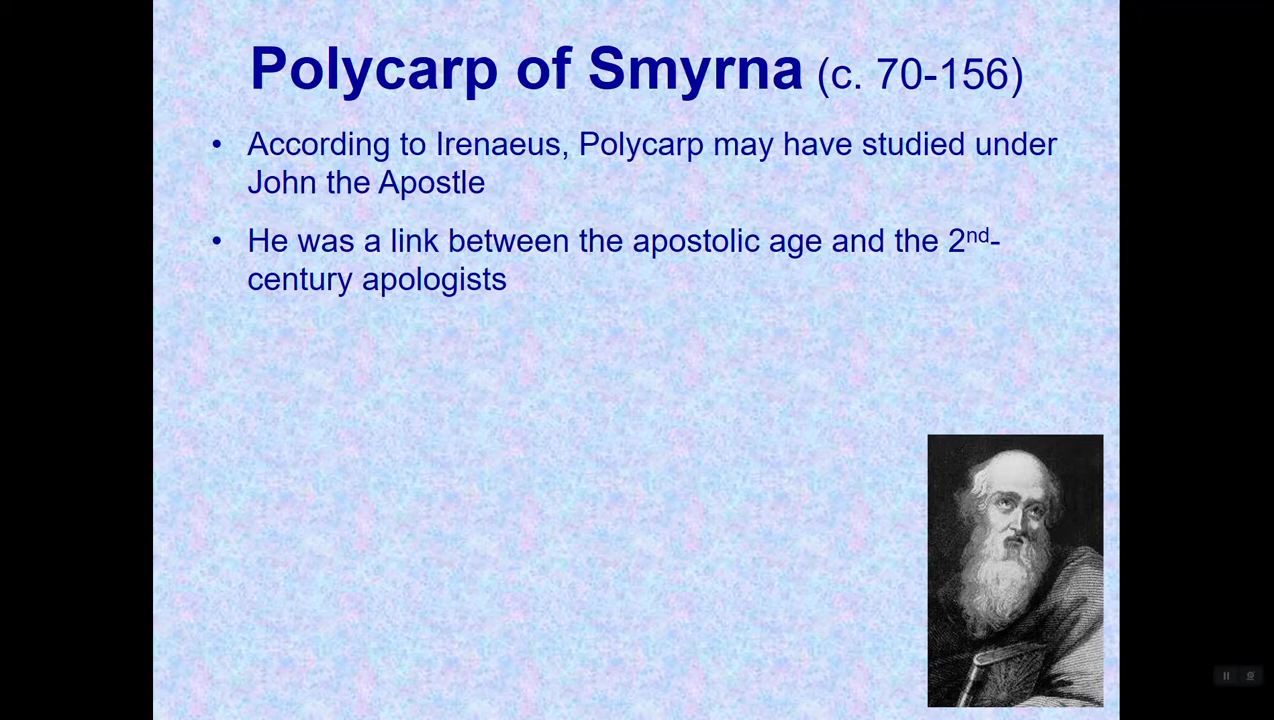 Polycarp of Smyrna (c. 70-156)
• According to Irenaeus, Polycarp may have studied under
John the Apostle
• He was a link between the apostolic age and the 2nd-
century apologists